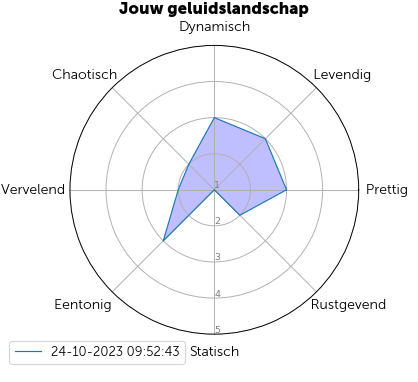 Jouw geluidslandschap
Dynamisch
Chaotisch
Levendig
Vervelend
1
Prettig
2
3
Eentonig
4
Rustgevend
5
24-10-2023 09:52:43
Statisch